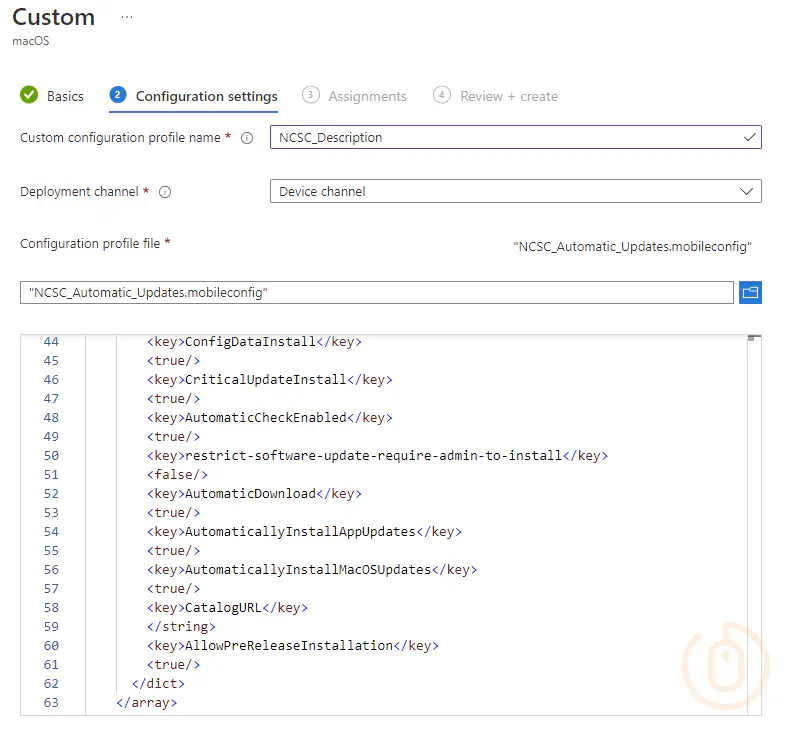 Custom ...
macOS
Basics 2 Configuration settings 3 Assignments 4 Review + create
Custom configuration profile name * NCSC_Description
Deployment channel * Device channel
Configuration profile file * "NCSC_Automatic_Updates.mobileconfig"
"NCSC_Automatic_Updates.mobileconfig"
44 <key>ConfigDataInstall</key>
45 <true/>
46 <key>CriticalUpdateInstall</key>
47 <true/>
48 <key>AutomaticCheckEnabled</key>
49 <true/>
50 <key>restrict-software-update-require-admin-to-install</key>
51 <false/>
52 <key>AutomaticDownload</key>
53 <true/>
54 <key>AutomaticallyInstallAppUpdates</key>
55 <true/>
56 <key>AutomaticallyInstallMacOSUpdates</key>
57 <true/>
58 <key>CatalogURL</key>
59 </string>
60 <key>AllowPreReleaseInstallation</key>
61 <true/>
62 </dict>
63 </array>